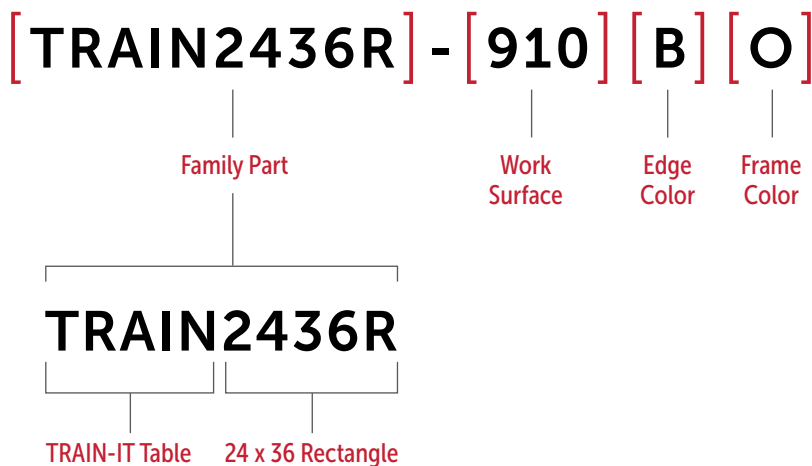 [TRAIN2436R] - [910] [B] [O]
Family Part
Work
Surface
Edge
Color
Frame
Color
TRAIN2436R
TRAIN-IT Table
24 x 36 Rectangle